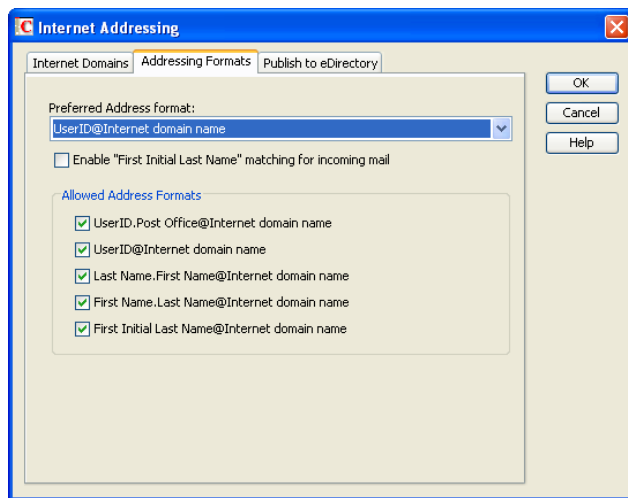 Internet Addressing
Internet Domains Addressing Formats Publish to eDirectory
OK
Cancel
Help
Preferred Address format:
UserID@Internet domain name
Enable "First Initial Last Name" matching for incoming mail
Allowed Address Formats
UserID.Post Office@Internet domain name
UserID@Internet domain name
Last Name.First Name@Internet domain name
First Name.Last Name@Internet domain name
First Initial Last Name@Internet domain name